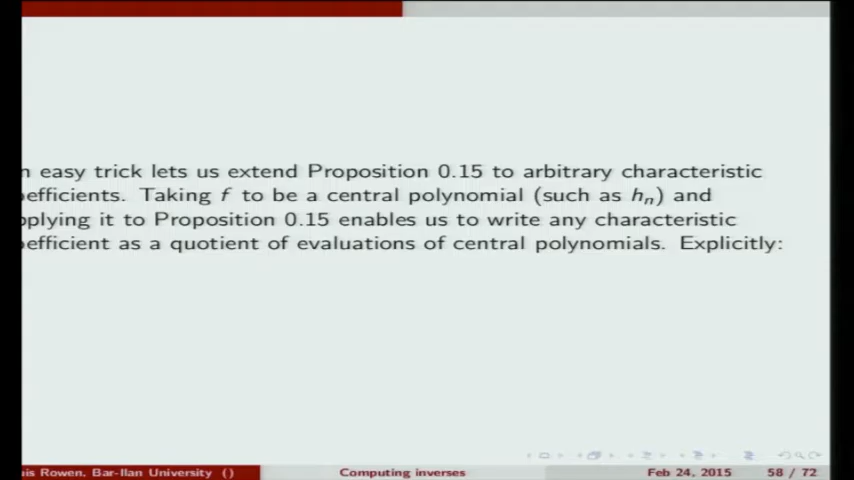 n easy trick lets us extend Proposition 0.15 to arbitrary characteristic
efficients. Taking f to be a central polynomial (such as hₙ) and
plying it to Proposition 0.15 enables us to write any characteristic
efficient as a quotient of evaluations of central polynomials. Explicitly:
is Rowen, Bar-Ilan University () Computing inverses Feb 24, 2015 58 / 72